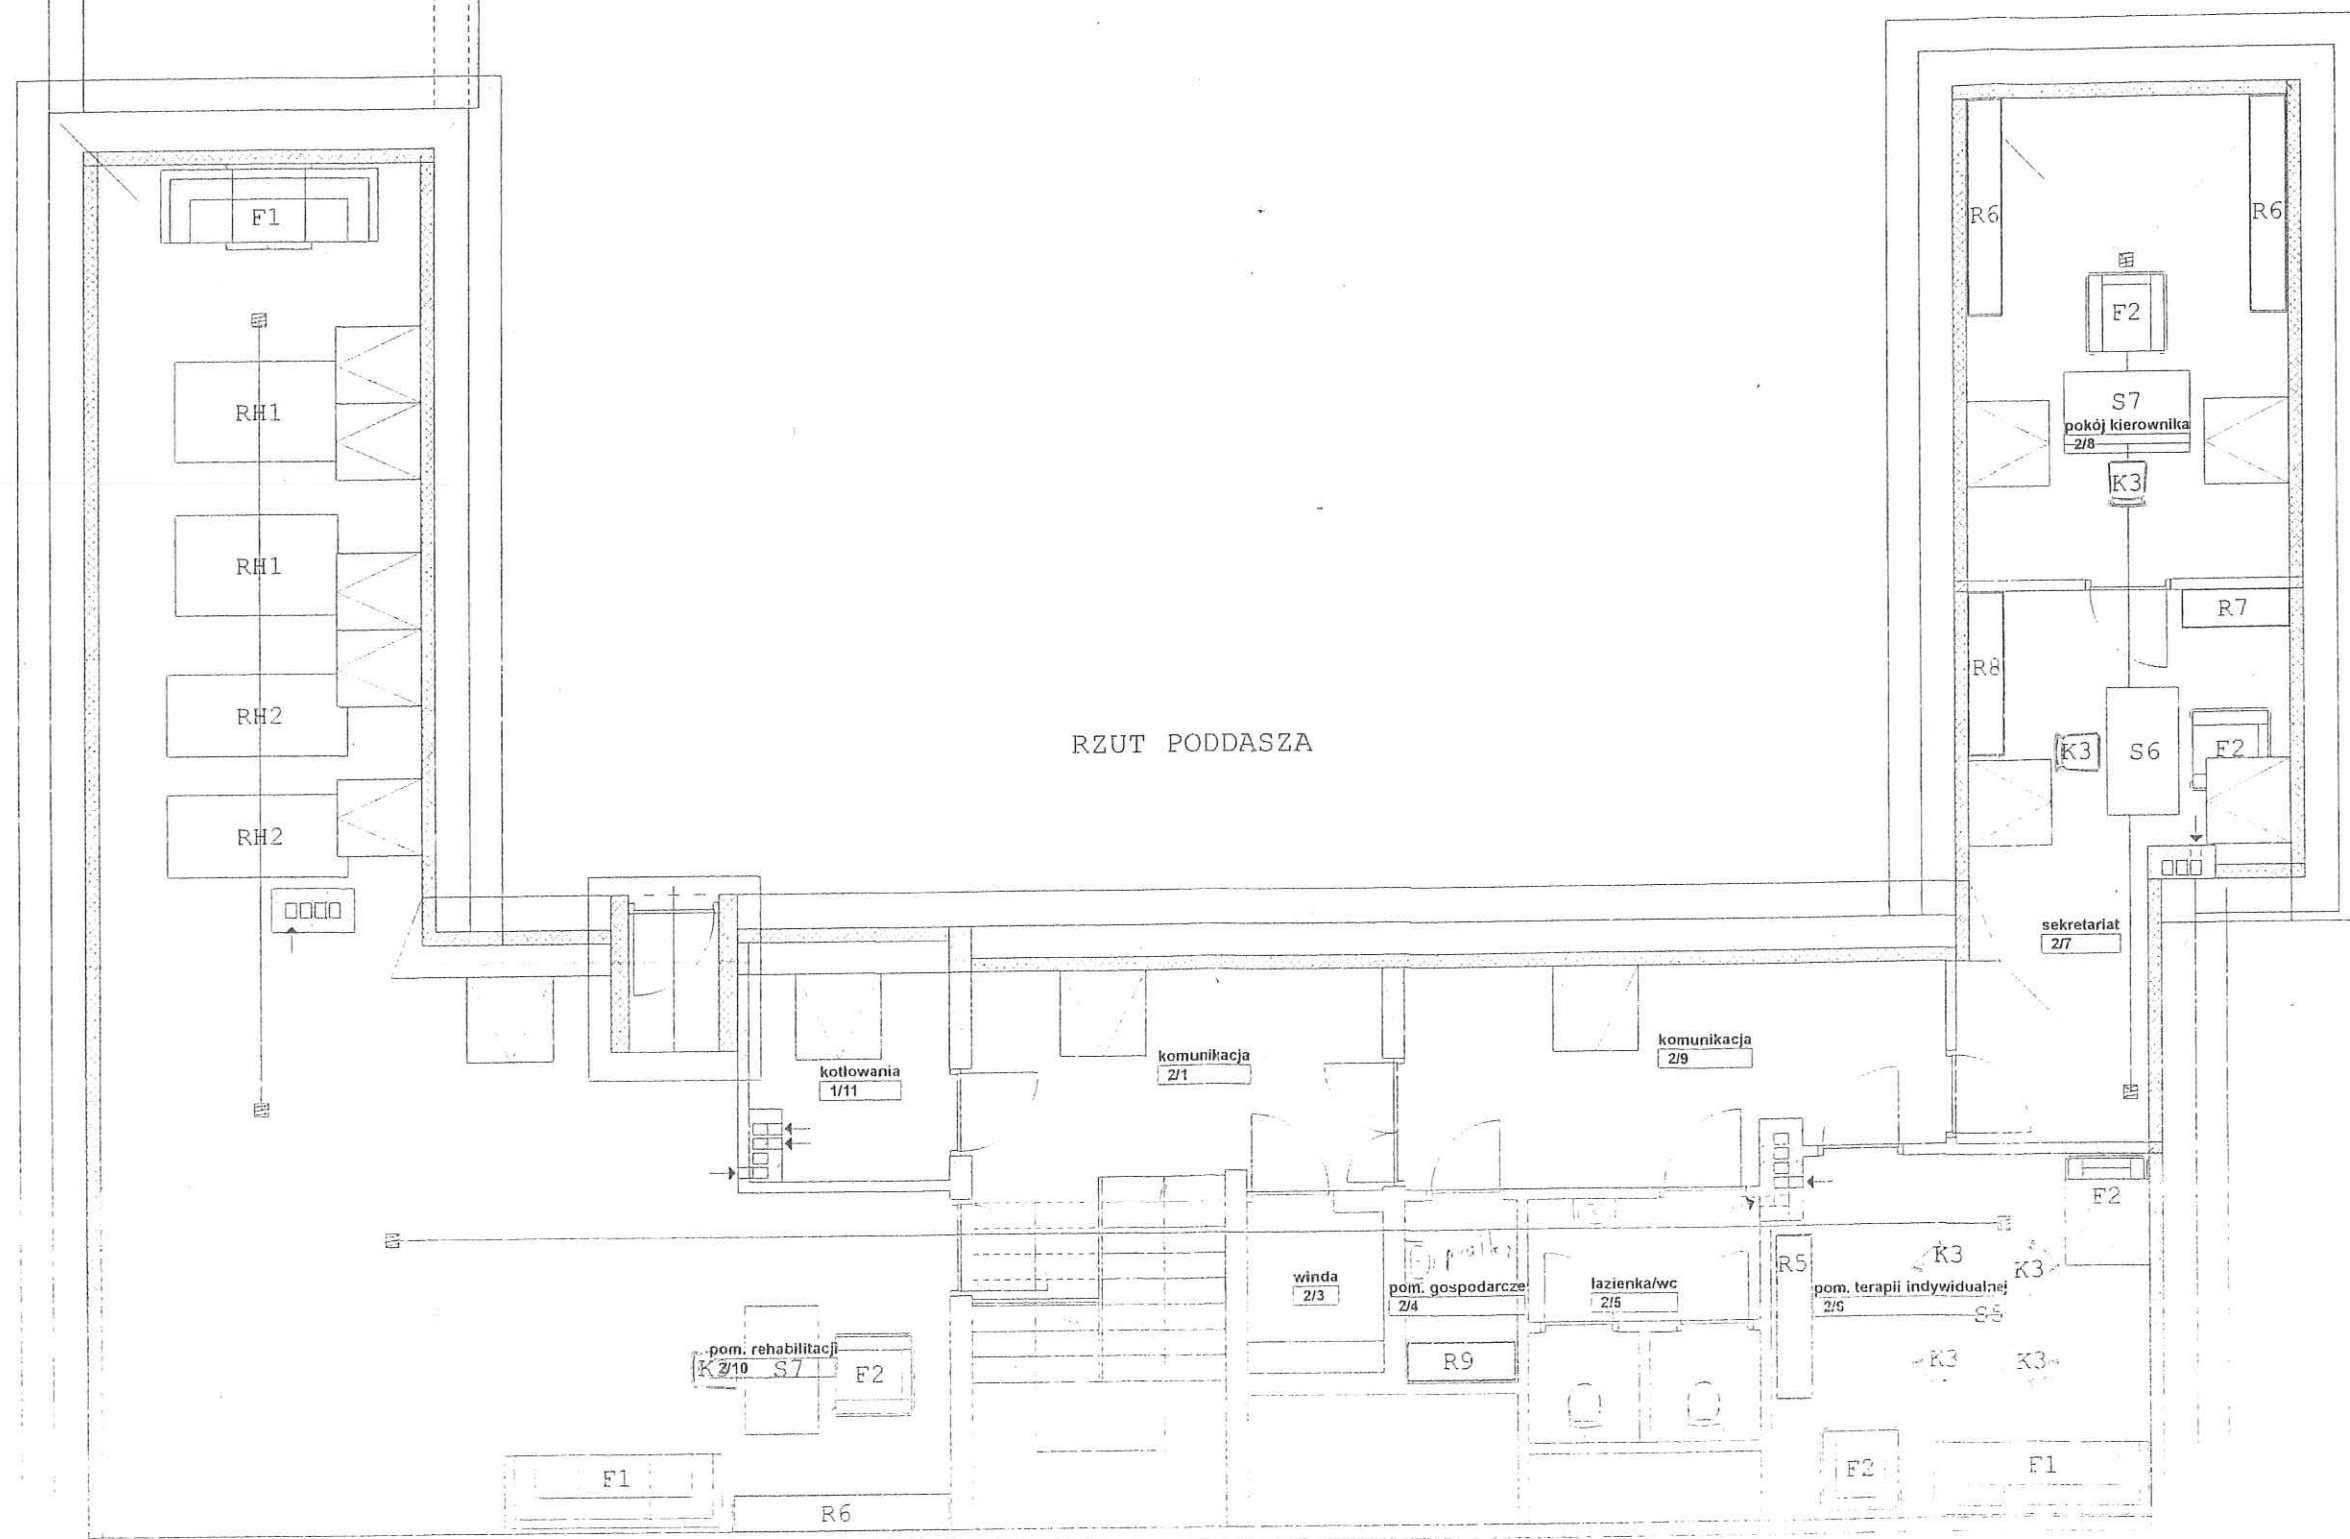 F1
R6
R6
F2
RH1
S7
pokój kierownika
2/8
K3
RH1
R7
R8
RH2
RZUT PODDASZA
K3
S6
F2
RH2
sekretariat
2/7
komunikacja
2/9
komunikacja
2/1
kotłowania
1/11
F2
K3
K3
R5
winda
2/3
pom. gospodarcze
2/4
łazienka/wc
2/5
pom. terapii indywidualnej
2/6
pom. rehabilitacji
2/10
K3
S7
F2
R9
K3
K3
F1
R6
F2
F1